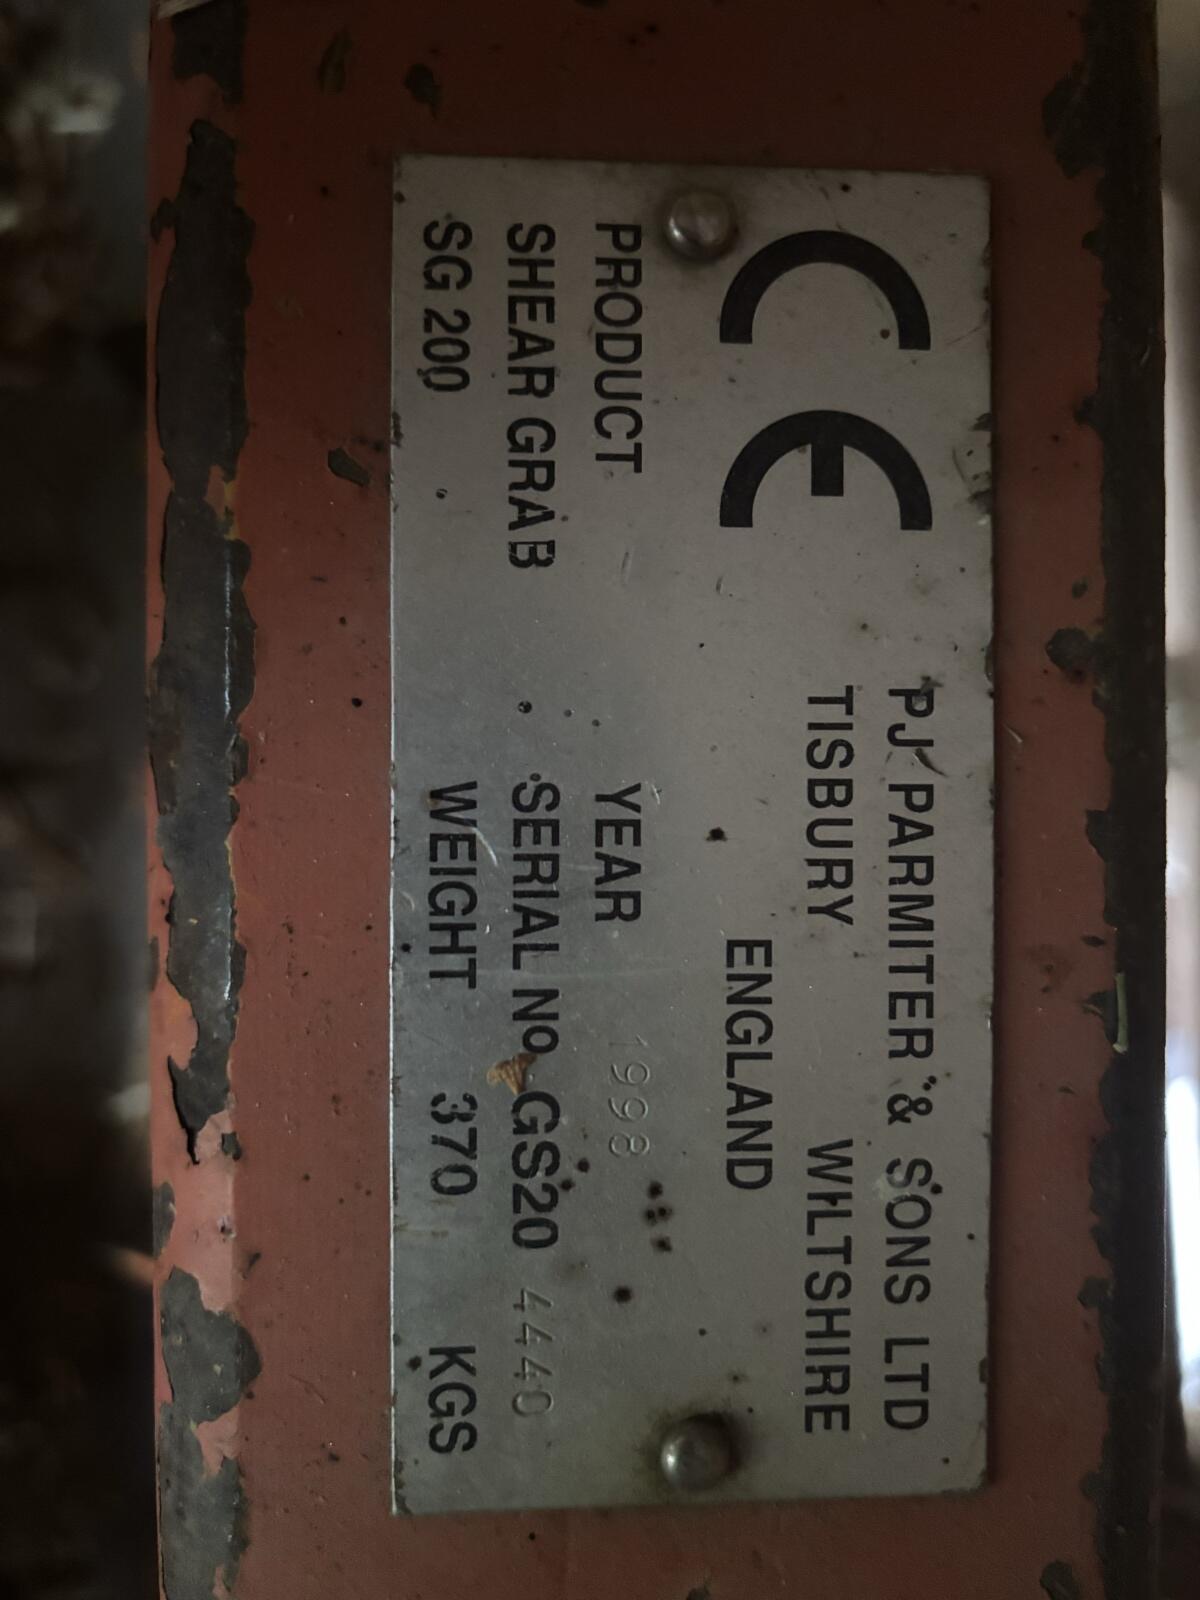 CE
PJ PARMITER & SONS LTD
TISBURY WILTSHIRE
ENGLAND
PRODUCT YEAR 1998
SHEAR GRAB SERIAL No GS20 4440
SG 200 WEIGHT 370 KGS